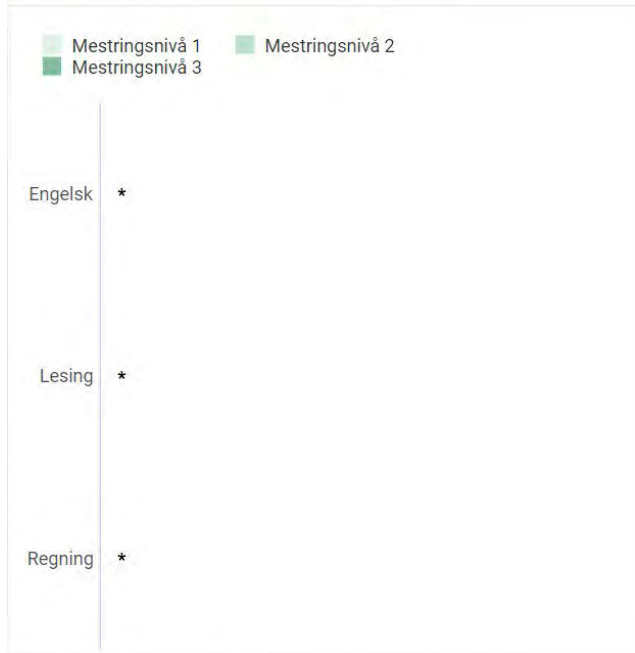 Mestringsnivå 1 Mestringsnivå 2
Mestringsnivå 3
Engelsk *
Lesing *
Regning *